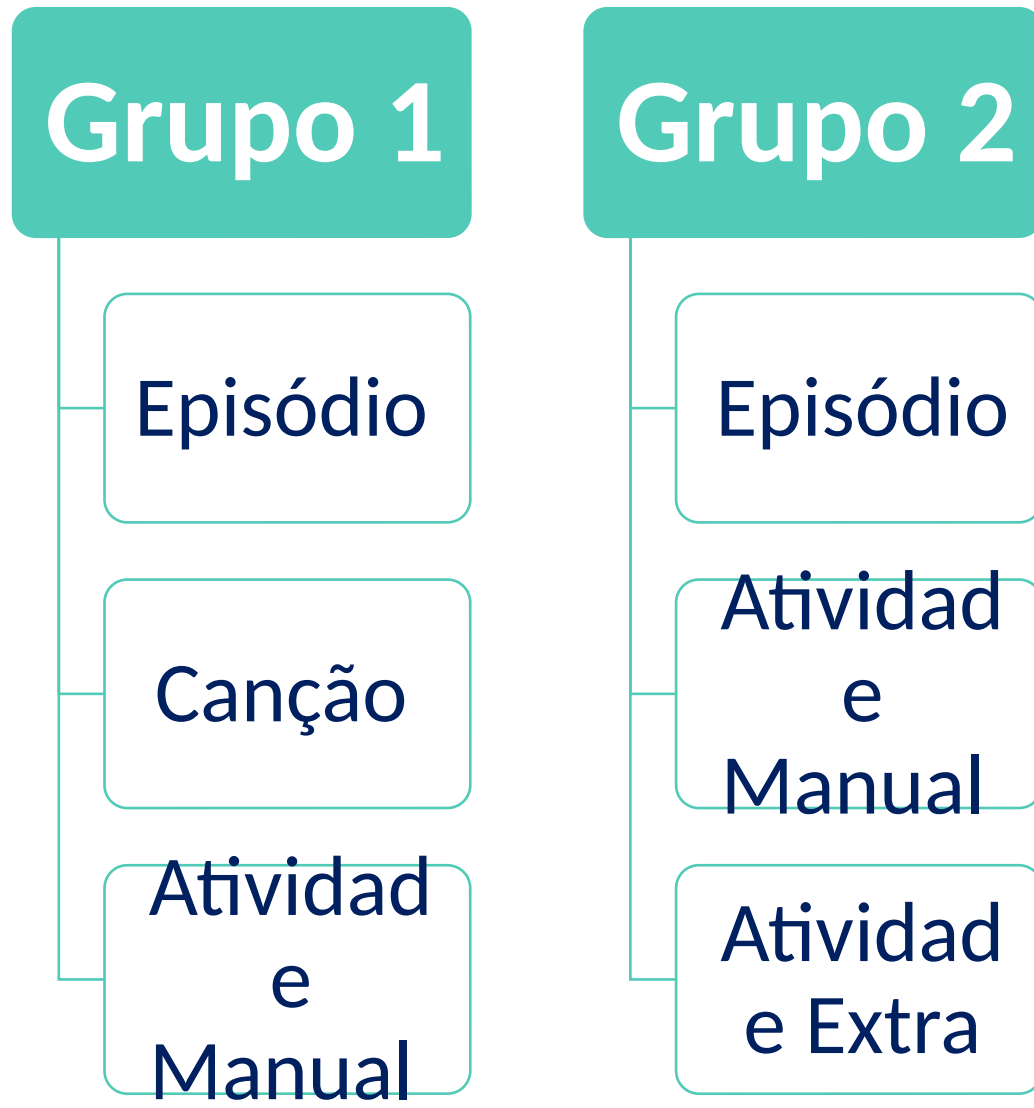 Grupo 1
Episódio
Canção
Atividad
e
Manual
Grupo 2
Episódio
Atividad
e
Manual
Atividad
e Extra